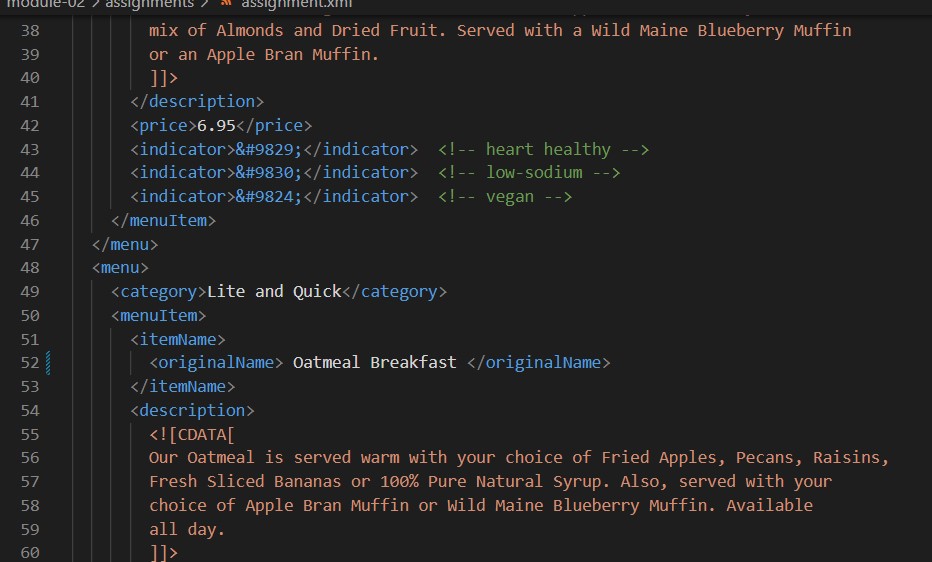 module-02 > assignments > assignment.xml
38 mix of Almonds and Dried Fruit. Served with a Wild Maine Blueberry Muffin
39 or an Apple Bran Muffin.
40 ]]>
41 </description>
42 <price>6.95</price>
43 <indicator>&#9829;</indicator> <!-- heart healthy -->
44 <indicator>&#9830;</indicator> <!-- low-sodium -->
45 <indicator>&#9824;</indicator> <!-- vegan -->
46 </menuItem>
47 </menu>
48 <menu>
49 <category>Lite and Quick</category>
50 <menuItem>
51 <itemName>
52 <originalName> Oatmeal Breakfast </originalName>
53 </itemName>
54 <description>
55 <![CDATA[
56 Our Oatmeal is served warm with your choice of Fried Apples, Pecans, Raisins,
57 Fresh Sliced Bananas or 100% Pure Natural Syrup. Also, served with your
58 choice of Apple Bran Muffin or Wild Maine Blueberry Muffin. Available
59 all day.
60 ]]>